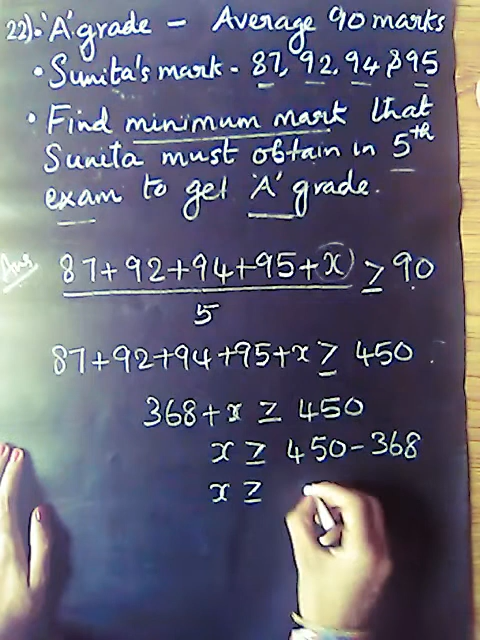 22). 'A' grade - Average 90 marks
• Sunita's mark - 87, 92, 94 & 95
• Find minimum mark that
Sunita must obtain in 5th
exam to get 'A' grade.
Ans
87+92+94+95+x ≥ 90
5
87+92+94+95+x ≥ 450
368+x ≥ 450
x ≥ 450-368
x ≥